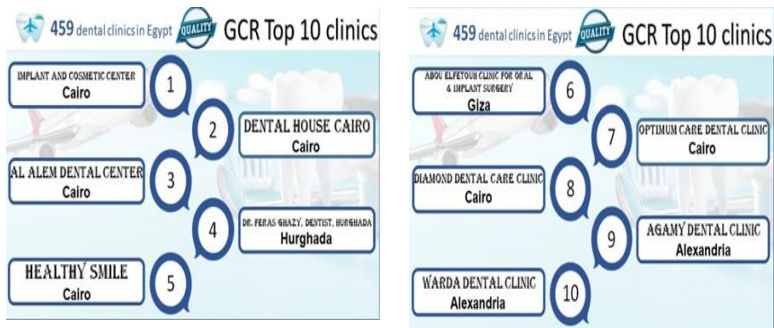 459 dental clinics in Egypt
QUALITY
GCR Top 10 clinics
IMPLANT AND COSMETIC CENTER
Cairo
1
2
DENTAL HOUSE CAIRO
Cairo
AL ALEM DENTAL CENTER
Cairo
3
4
DR. FERAS GHAZY, DENTIST, HURGHADA
Hurghada
HEALTHY SMILE
Cairo
5
459 dental clinics in Egypt
QUALITY
GCR Top 10 clinics
ABOU ELFETOUH CLINIC FOR ORAL
& IMPLANT SURGERY
Giza
6
7
OPTIMUM CARE DENTAL CLINIC
Cairo
DIAMOND DENTAL CARE CLINIC
Cairo
8
9
AGAMY DENTAL CLINIC
Alexandria
WARDA DENTAL CLINIC
Alexandria
10